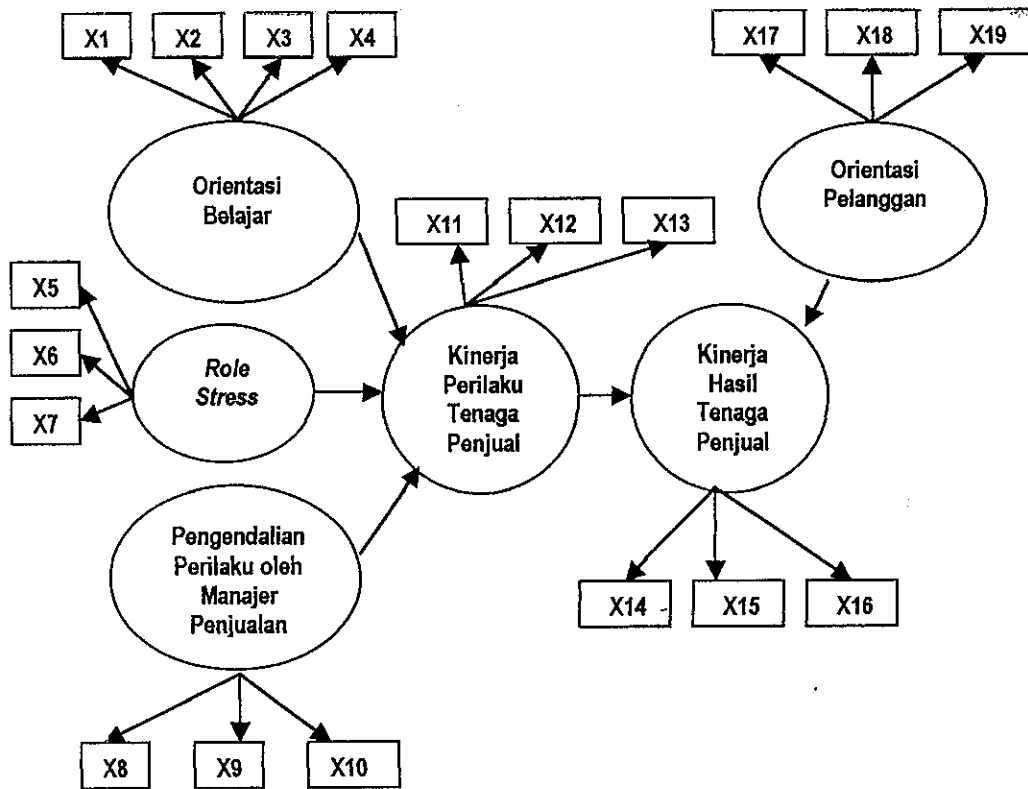 X1 X2 X3 X4
X17 X18 X19
Orientasi
Belajar
Orientasi
Pelanggan
X11 X12 X13
X5
X6
X7
Role
Stress
Kinerja
Perilaku
Tenaga
Penjual
Kinerja
Hasil
Tenaga
Penjual
Pengendalian
Perilaku oleh
Manajer
Penjualan
X14 X15 X16
X8 X9 X10